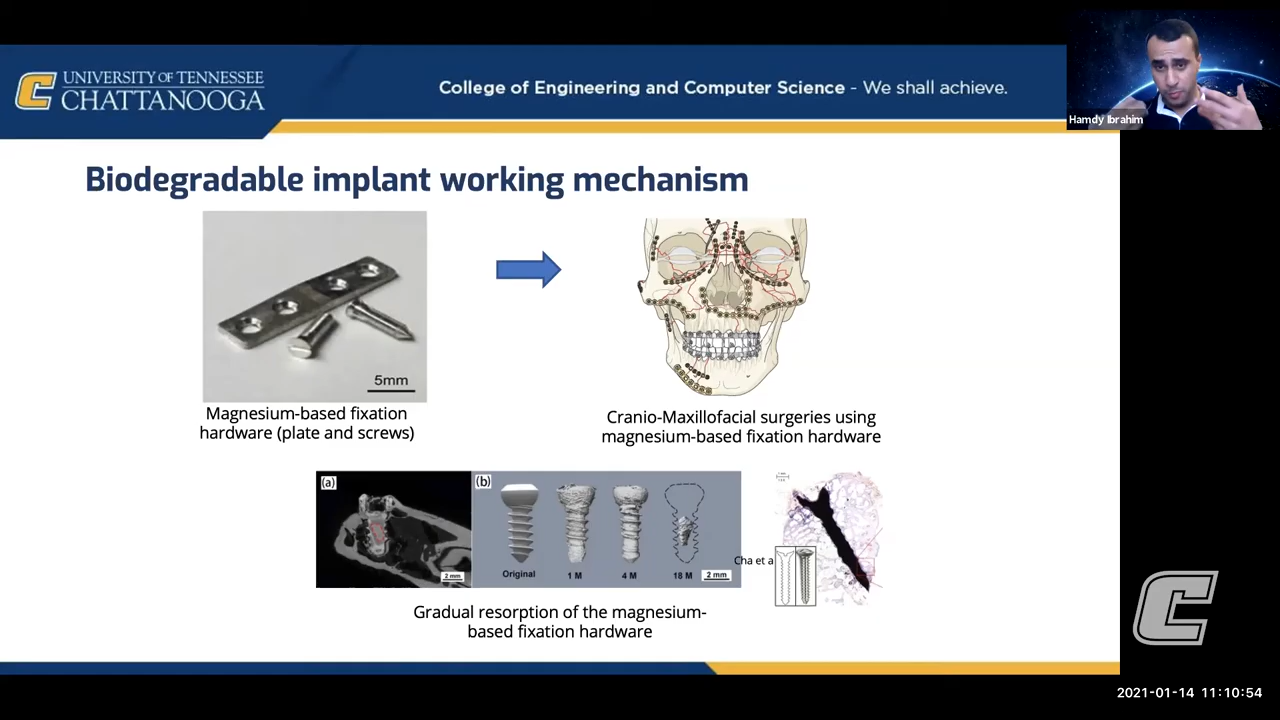 UNIVERSITY OF TENNESSEE
CHATTANOOGA
College of Engineering and Computer Science - We shall achieve.
Hamdy Ibrahim
Biodegradable implant working mechanism
5mm
Magnesium-based fixation
hardware (plate and screws)
Cranio-Maxillofacial surgeries using
magnesium-based fixation hardware
(a)
2 mm
(b)
Original
1 M
4 M
18 M
2 mm
Cha et a
Gradual resorption of the magnesium-
based fixation hardware
2021-01-14 11:10:54